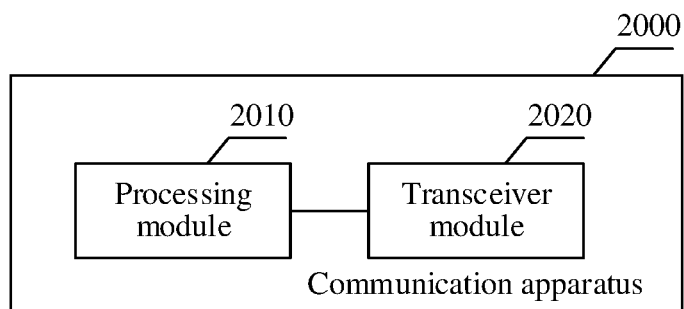 2000
2010
2020
Processing
module
Transceiver
module
Communication apparatus